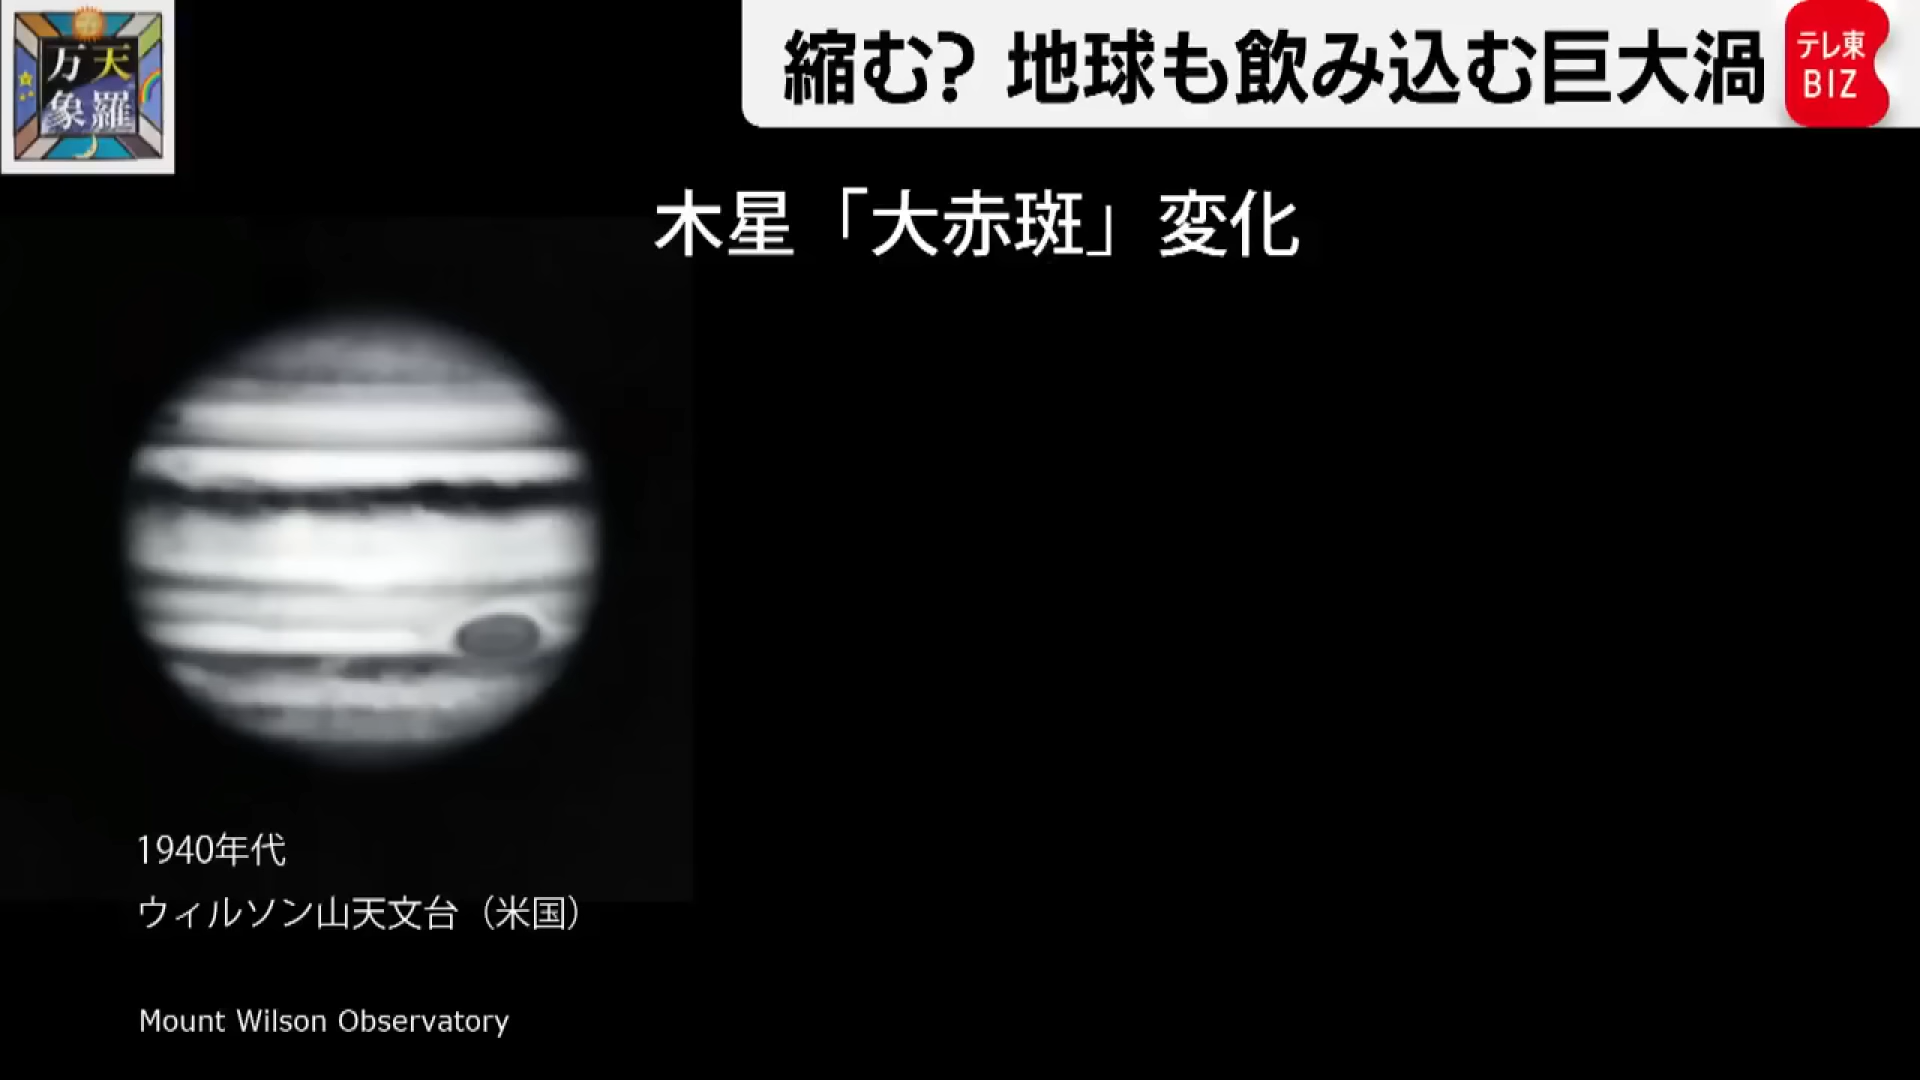 天羅
万象
縮む? 地球も飲み込む巨大渦
テレ東
BIZ
木星「大赤斑」変化
1940年代
ウィルソン山天文台（米国）
Mount Wilson Observatory